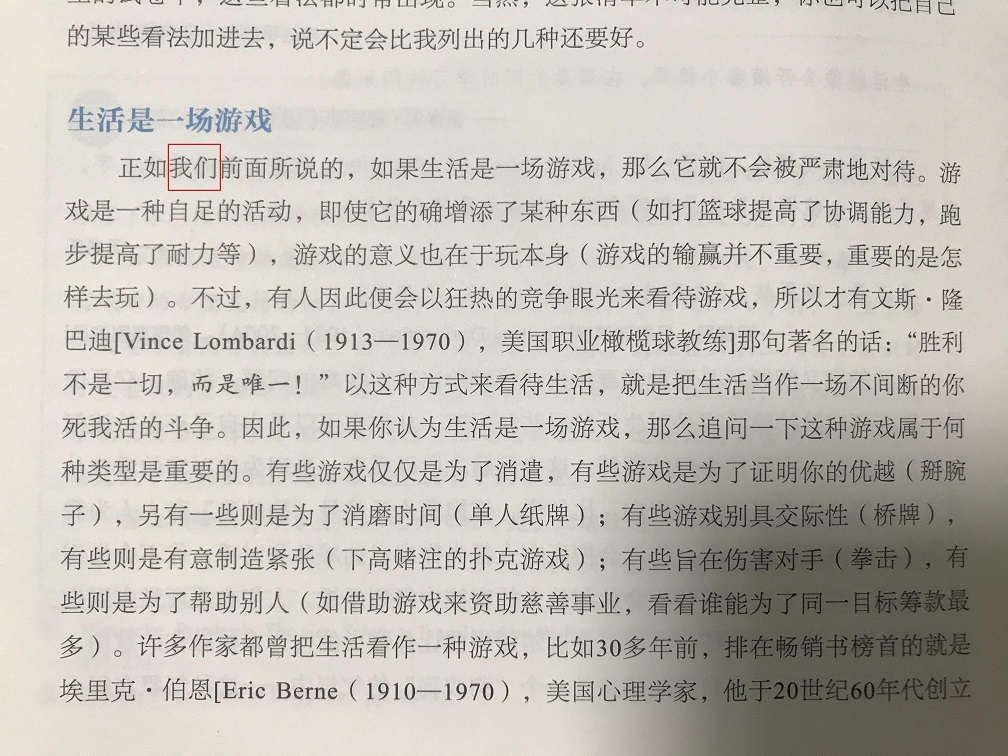 的某些看法加进去，说不定会比我列出的几种还要好。
生活是一场游戏
正如我们前面所说的，如果生活是一场游戏，那么它就不会被严肃地对待。游
戏是一种自足的活动，即使它的确增添了某种东西（如打篮球提高了协调能力，跑
步提高了耐力等），游戏的意义也在于玩本身（游戏的输赢并不重要，重要的是怎
样去玩）。不过，有人因此便会以狂热的竞争眼光来看待游戏，所以才有文斯·隆
巴迪[Vince Lombardi（1913—1970），美国职业橄榄球教练]那句著名的话：“胜利
不是一切，而是唯一！”以这种方式来看待生活，就是把生活当作一场不间断的你
死我活的斗争。因此，如果你认为生活是一场游戏，那么追问一下这种游戏属于何
种类型是重要的。有些游戏仅仅是为了消遣，有些游戏是为了证明你的优越（掰腕
子），另有一些则是为了消磨时间（单人纸牌）；有些游戏别具交际性（桥牌），
有些则是有意制造紧张（下高赌注的扑克游戏）；有些旨在伤害对手（拳击），有
些则是为了帮助别人（如借助游戏来资助慈善事业，看看谁能为了同一目标筹款最
多）。许多作家都曾把生活看作一种游戏，比如30多年前，排在畅销书榜首的就是
埃里克·伯恩[Eric Berne（1910—1970），美国心理学家，他于20世纪60年代创立